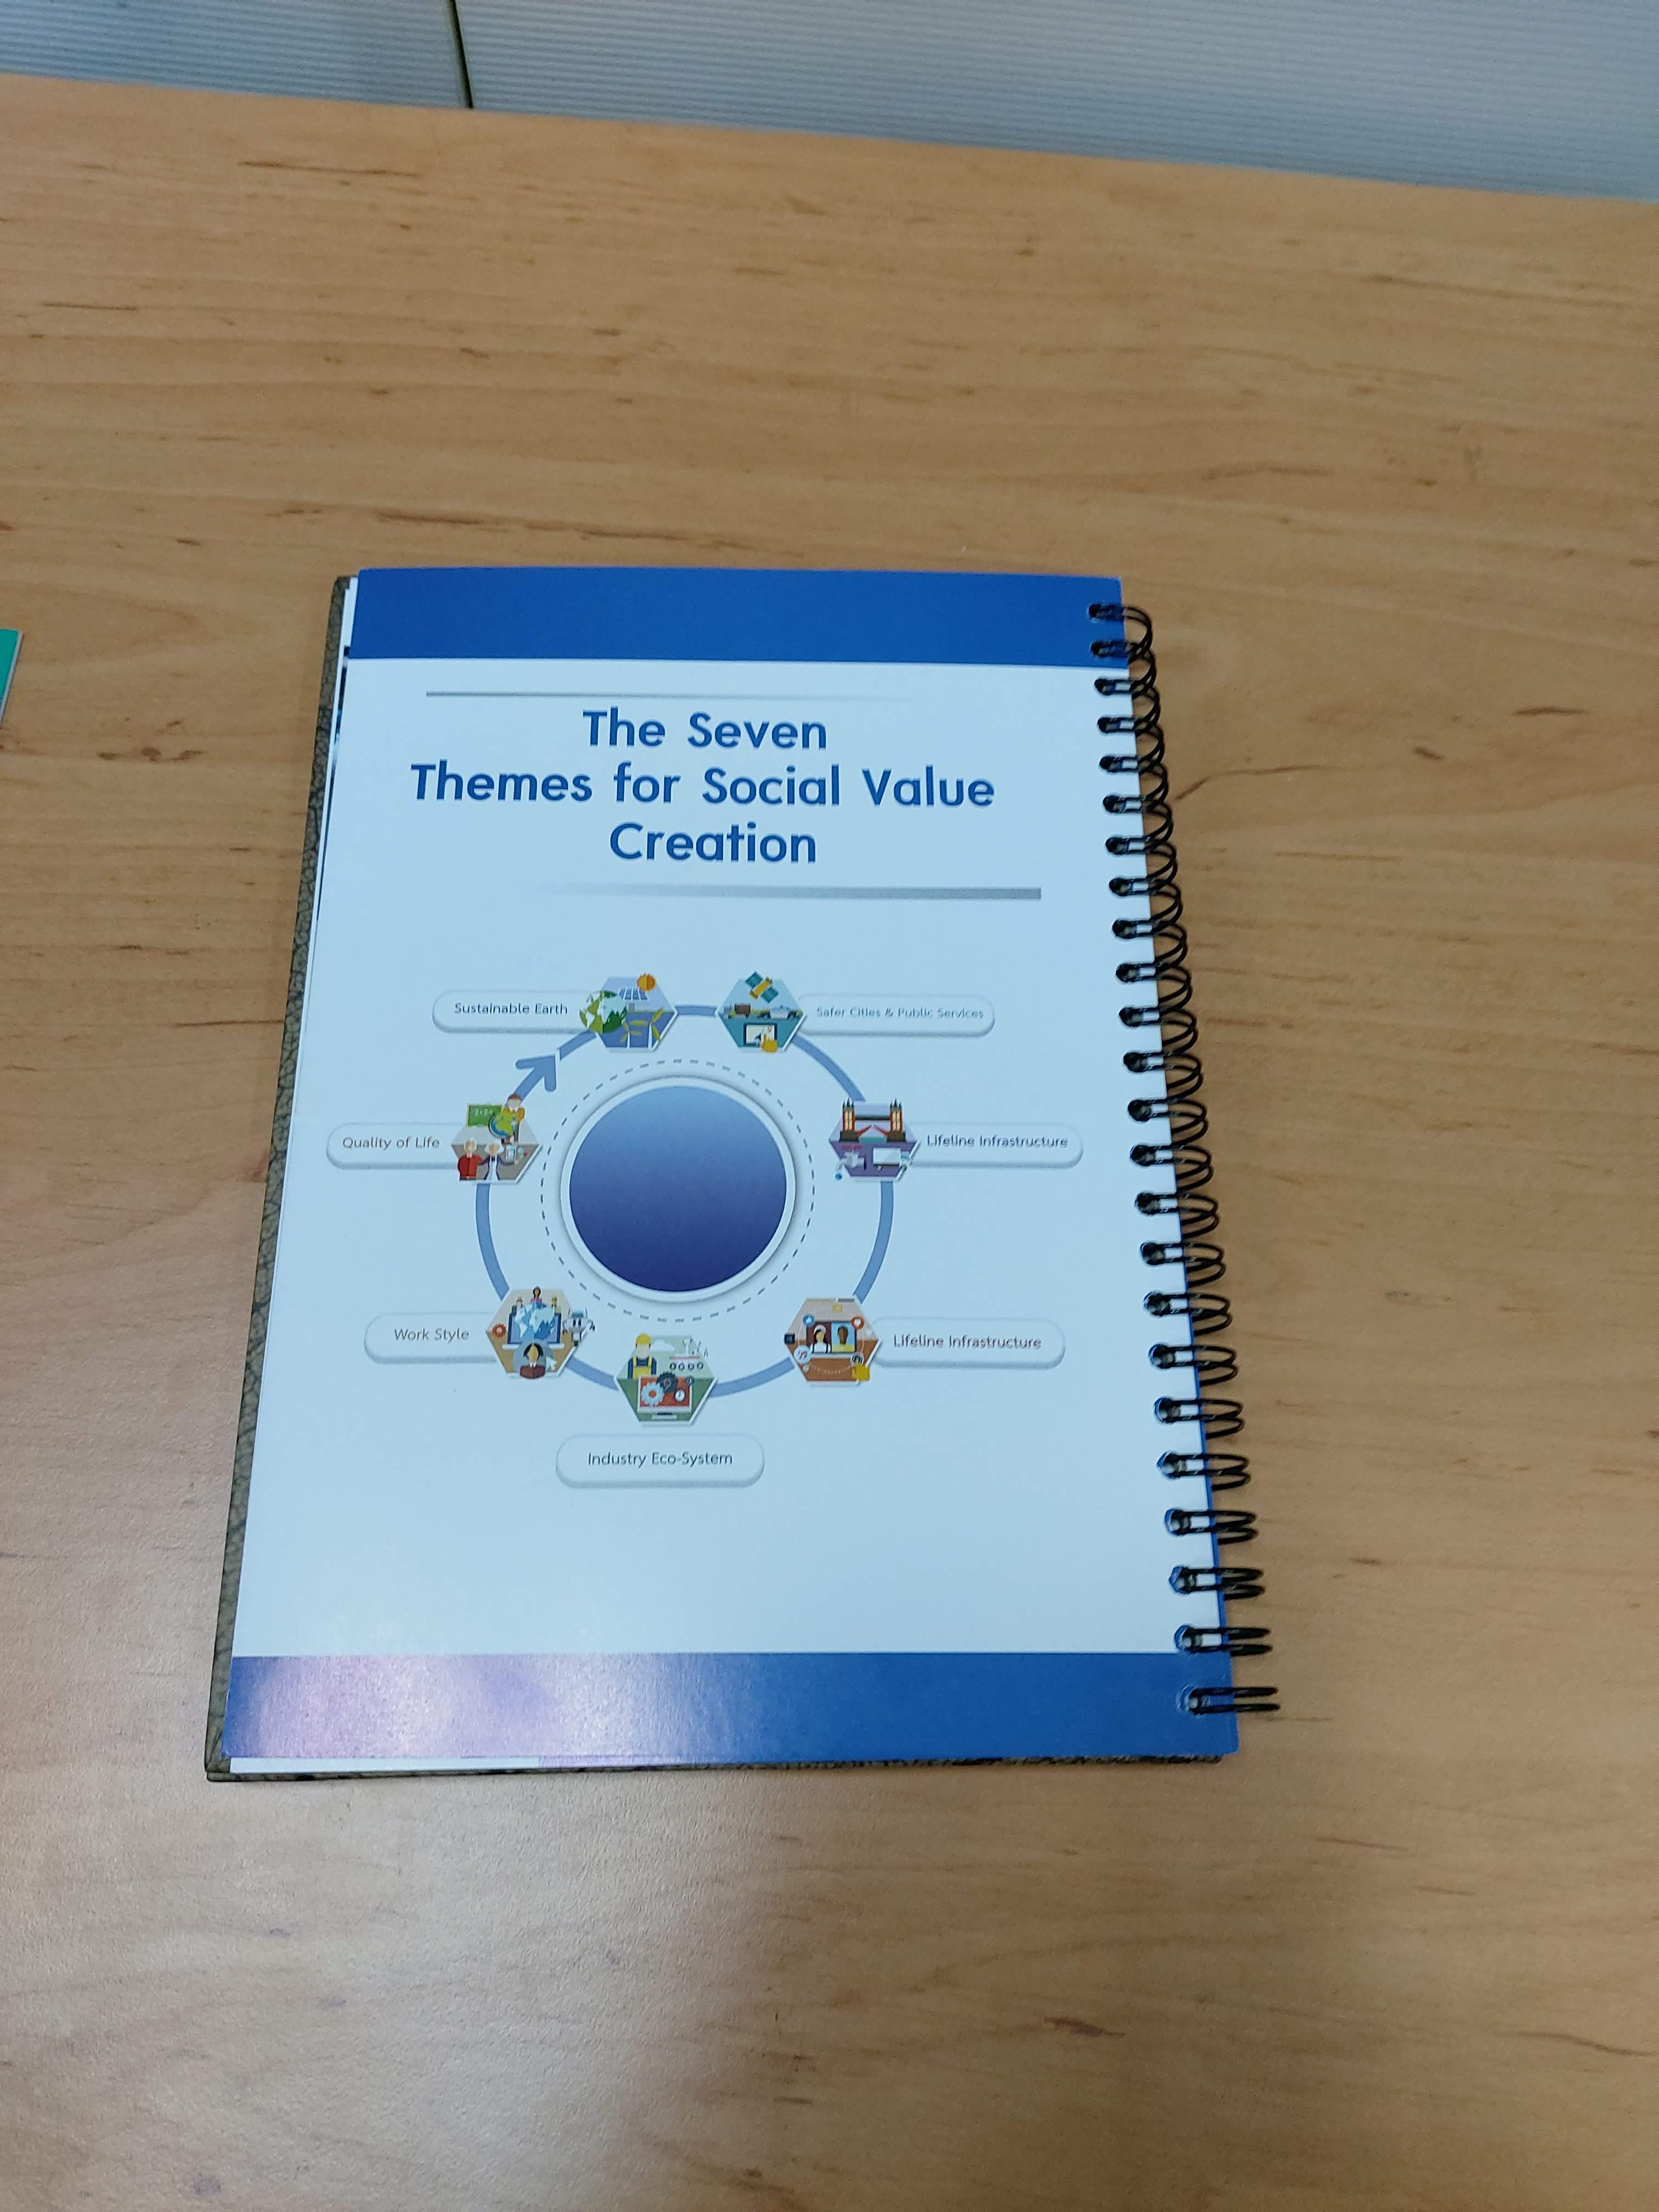 The Seven
Themes for Social Value
Creation
Sustainable Earth
Safer Cities & Public Services
Quality of Life
Lifeline Infrastructure
Work Style
Lifeline Infrastructure
Industry Eco-System